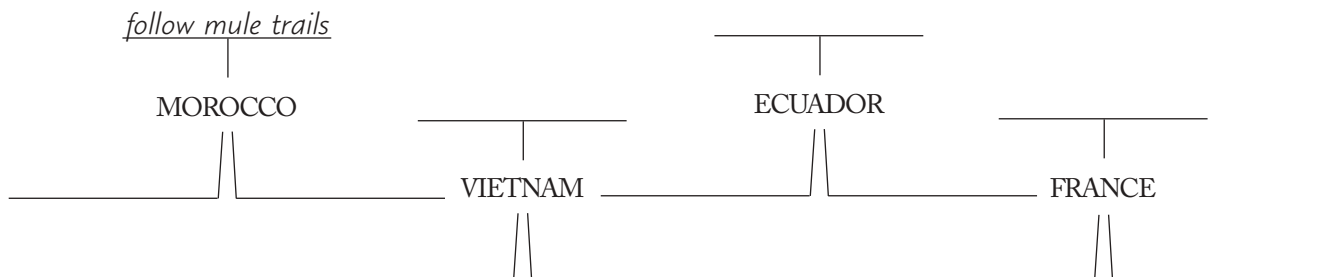 follow mule trails
MOROCCO
ECUADOR
VIETNAM
FRANCE